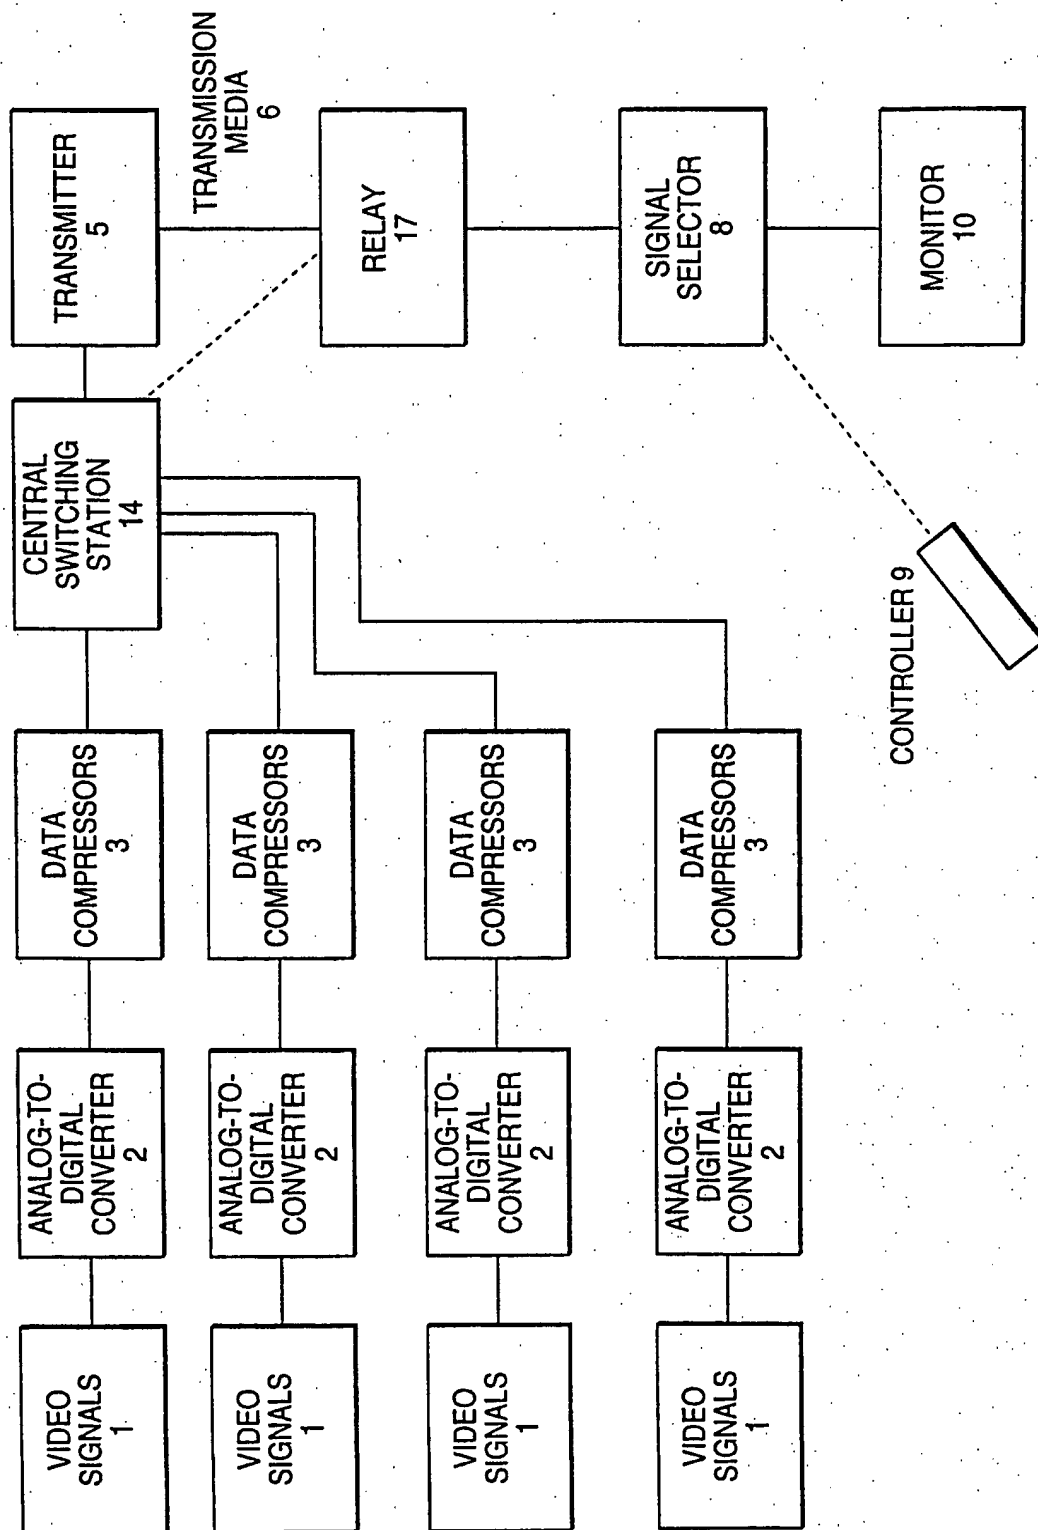 VIDEO
SIGNALS
1
ANALOG-TO-
DIGITAL
CONVERTER
2
DATA
COMPRESSORS
3
CENTRAL
SWITCHING
STATION
14
TRANSMITTER
5
VIDEO
SIGNALS
1
ANALOG-TO-
DIGITAL
CONVERTER
2
DATA
COMPRESSORS
3
TRANSMISSION
MEDIA
6
VIDEO
SIGNALS
1
ANALOG-TO-
DIGITAL
CONVERTER
2
DATA
COMPRESSORS
3
RELAY
17
VIDEO
SIGNALS
1
ANALOG-TO-
DIGITAL
CONVERTER
2
DATA
COMPRESSORS
3
SIGNAL
SELECTOR
8
CONTROLLER 9
MONITOR
10